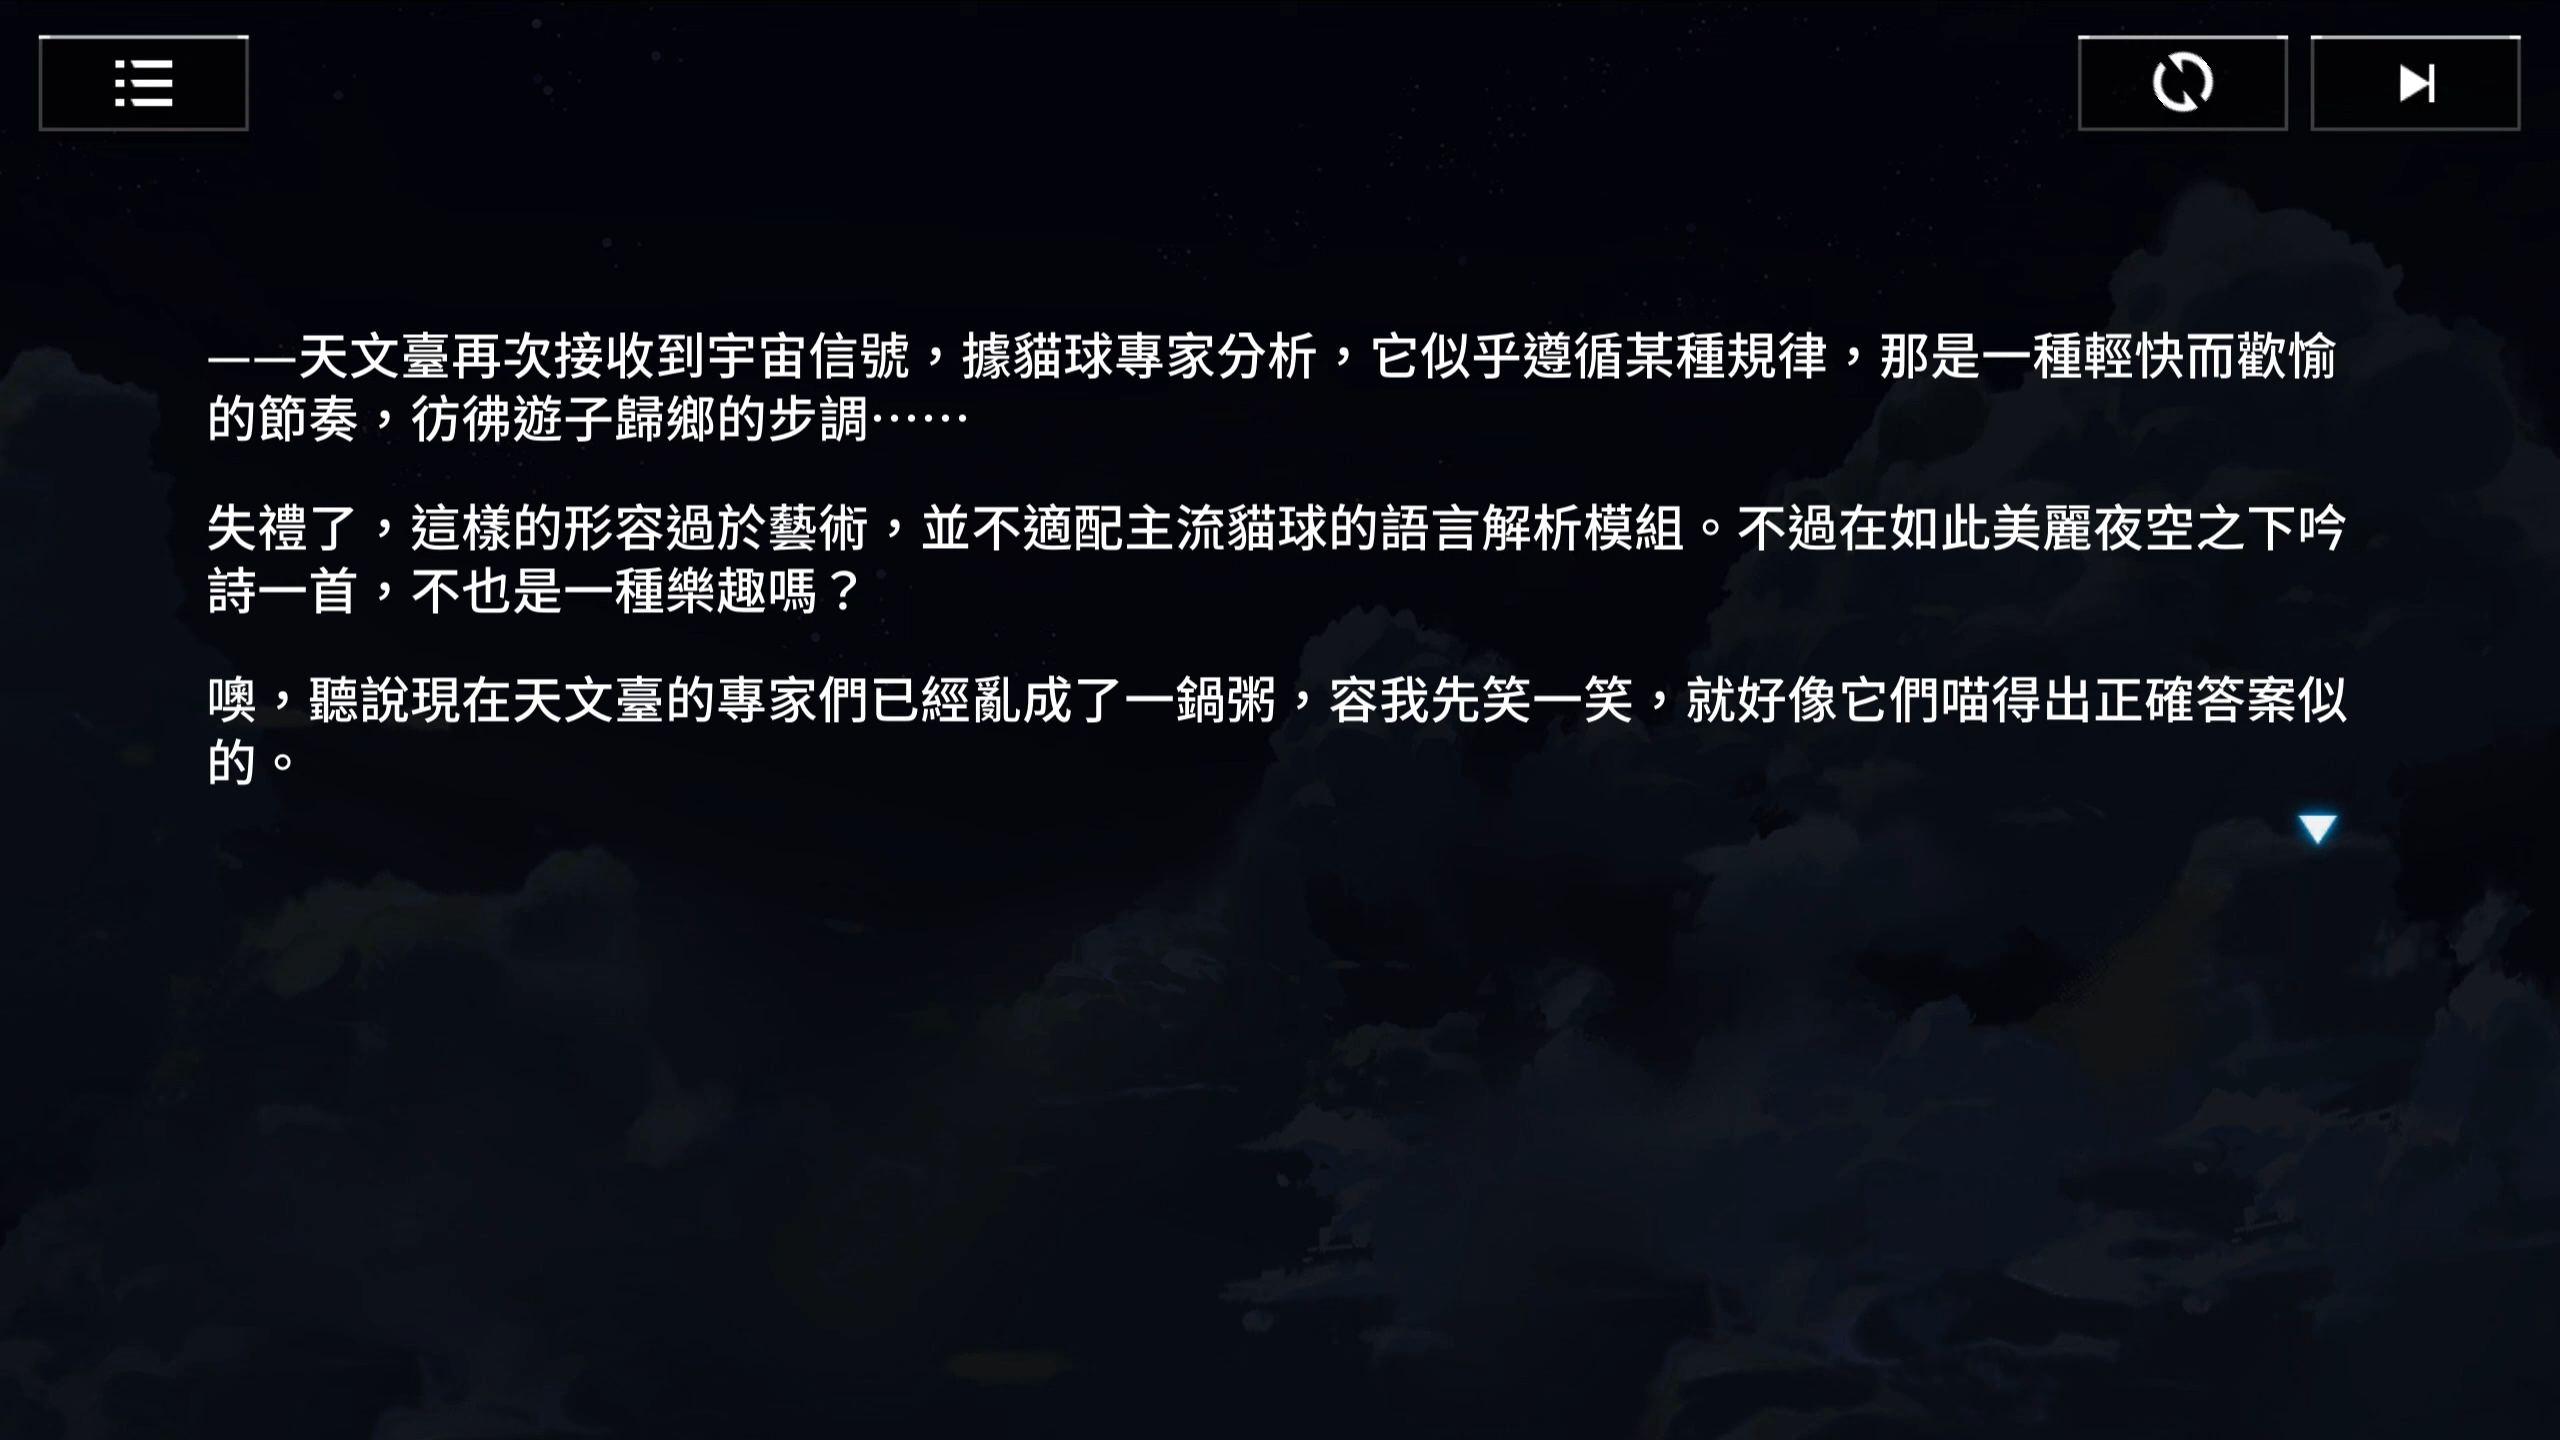 ——天文臺再次接收到宇宙信號，據貓球專家分析，它似乎遵循某種規律，那是一種輕快而歡愉
的節奏，彷彿遊子歸鄉的步調……
失禮了，這樣的形容過於藝術，並不適配主流貓球的語言解析模組。不過在如此美麗夜空之下吟
詩一首，不也是一種樂趣嗎？
噢，聽說現在天文臺的專家們已經亂成了一鍋粥，容我先笑一笑，就好像它們喵得出正確答案似
的。